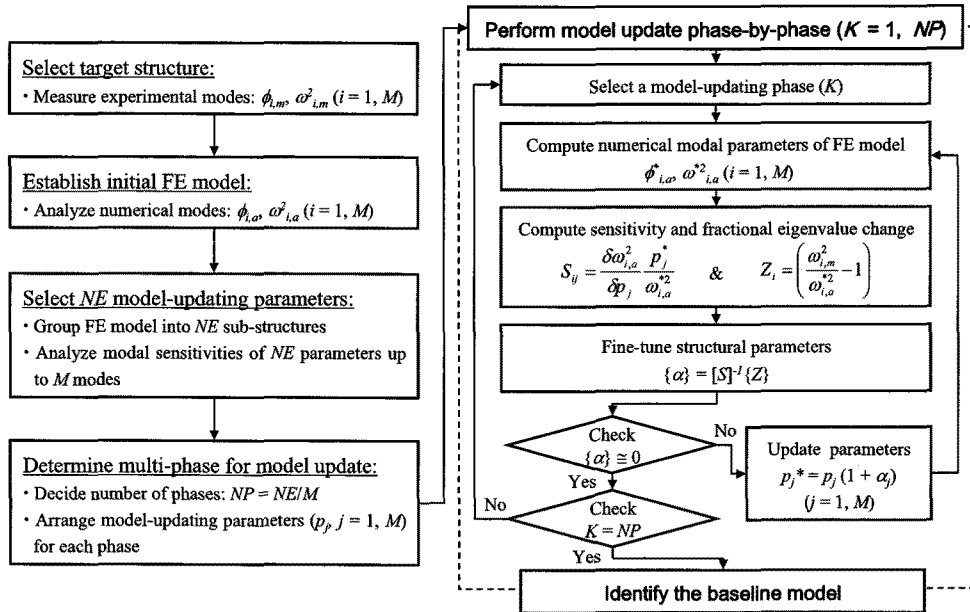 Select target structure:
· Measure experimental modes: ϕi,m, ω²i,m (i = 1, M)
Establish initial FE model:
· Analyze numerical modes: ϕi,a, ω²i,a (i = 1, M)
Select NE model-updating parameters:
· Group FE model into NE sub-structures
· Analyze modal sensitivities of NE parameters up
to M modes
Determine multi-phase for model update:
· Decide number of phases: NP = NE/M
· Arrange model-updating parameters (pj, j = 1, M)
for each phase
Perform model update phase-by-phase (K = 1, NP)
Select a model-updating phase (K)
Compute numerical modal parameters of FE model
ϕ*i,a, ω*²i,a (i = 1, M)
Compute sensitivity and fractional eigenvalue change
Sij = δω²i,a/δpj p*j/ω*²i,a & Zi = (ω²i,m/ω*²i,a − 1)
Fine-tune structural parameters
{α} = [S]⁻¹{Z}
Check
{α} ≅ 0
No
Yes
Update parameters
pj* = pj (1 + αj)
(j = 1, M)
No
Check
K = NP
Yes
Identify the baseline model